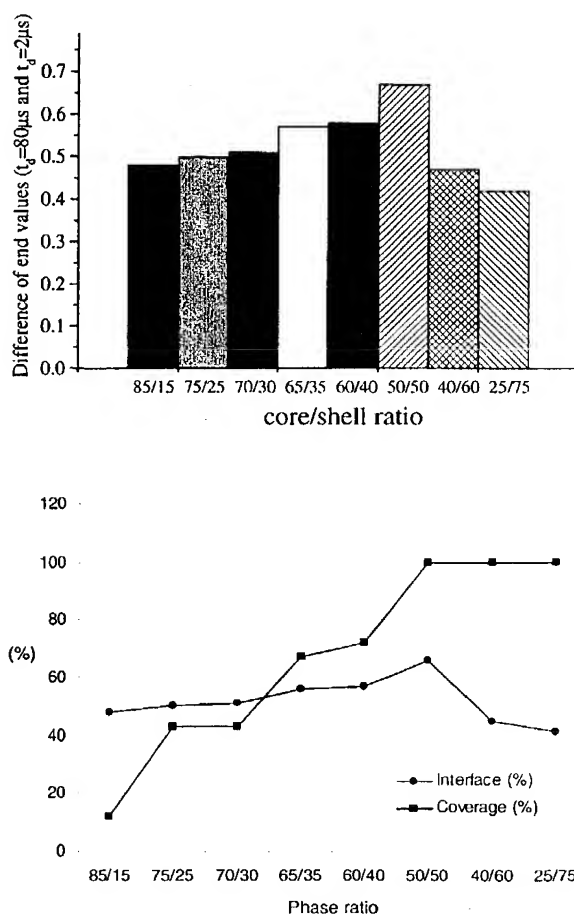 Difference of end values (t_d=80μs and t_d=2μs)
0.7
0.6
0.5
0.4
0.3
0.2
0.1
0.0
85/15 75/25 70/30 65/35 60/40 50/50 40/60 25/75
core/shell ratio
120
100
80
(%)
60
40
20
0
Interface (%)
Coverage (%)
85/15 75/25 70/30 65/35 60/40 50/50 40/60 25/75
Phase ratio